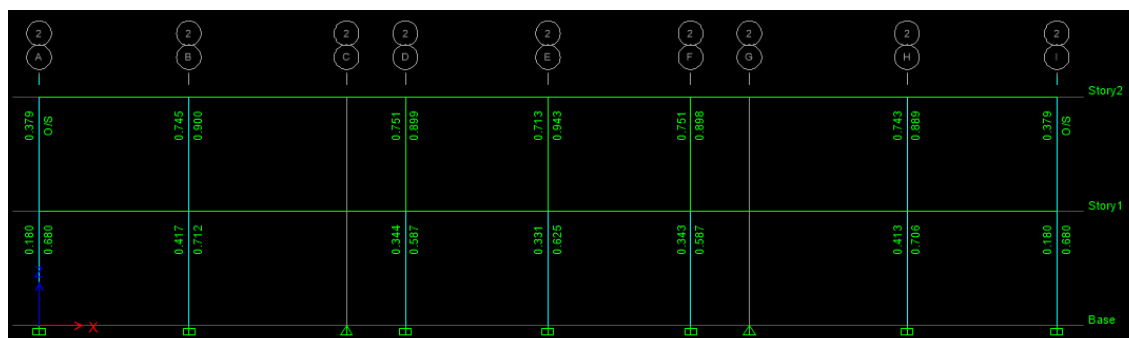 2 2 2 2 2 2 2 2 2
A B C D E F G H I
Story2
0.379 O/S 0.745 0.900 0.751 0.899 0.713 0.943 0.751 0.898 0.743 0.889 0.379 O/S
Story1
0.180 0.680 0.417 0.712 0.344 0.587 0.331 0.625 0.343 0.587 0.413 0.706 0.180 0.680
X
Base